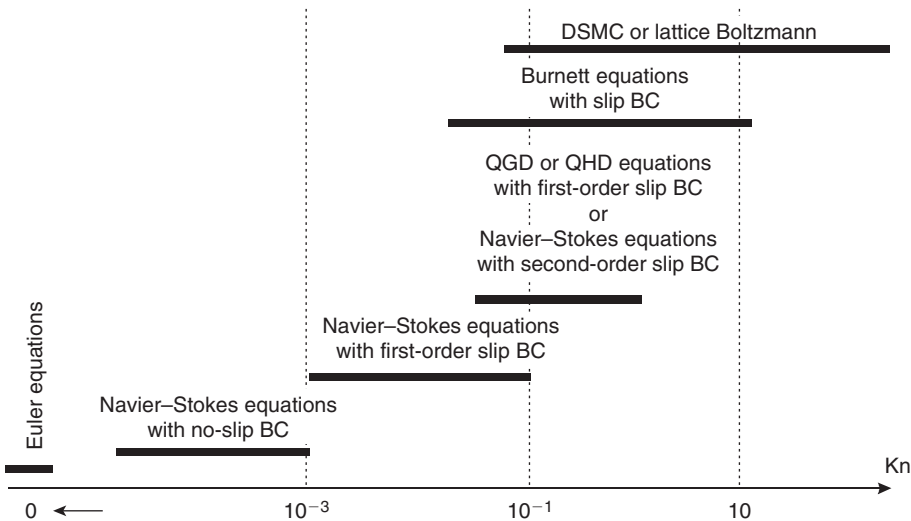 DSMC or lattice Boltzmann
Burnett equations
with slip BC
QGD or QHD equations
with first-order slip BC
or
Navier–Stokes equations
with second-order slip BC
Navier–Stokes equations
with first-order slip BC
Euler equations
Navier–Stokes equations
with no-slip BC
Kn
0
10⁻³
10⁻¹
10